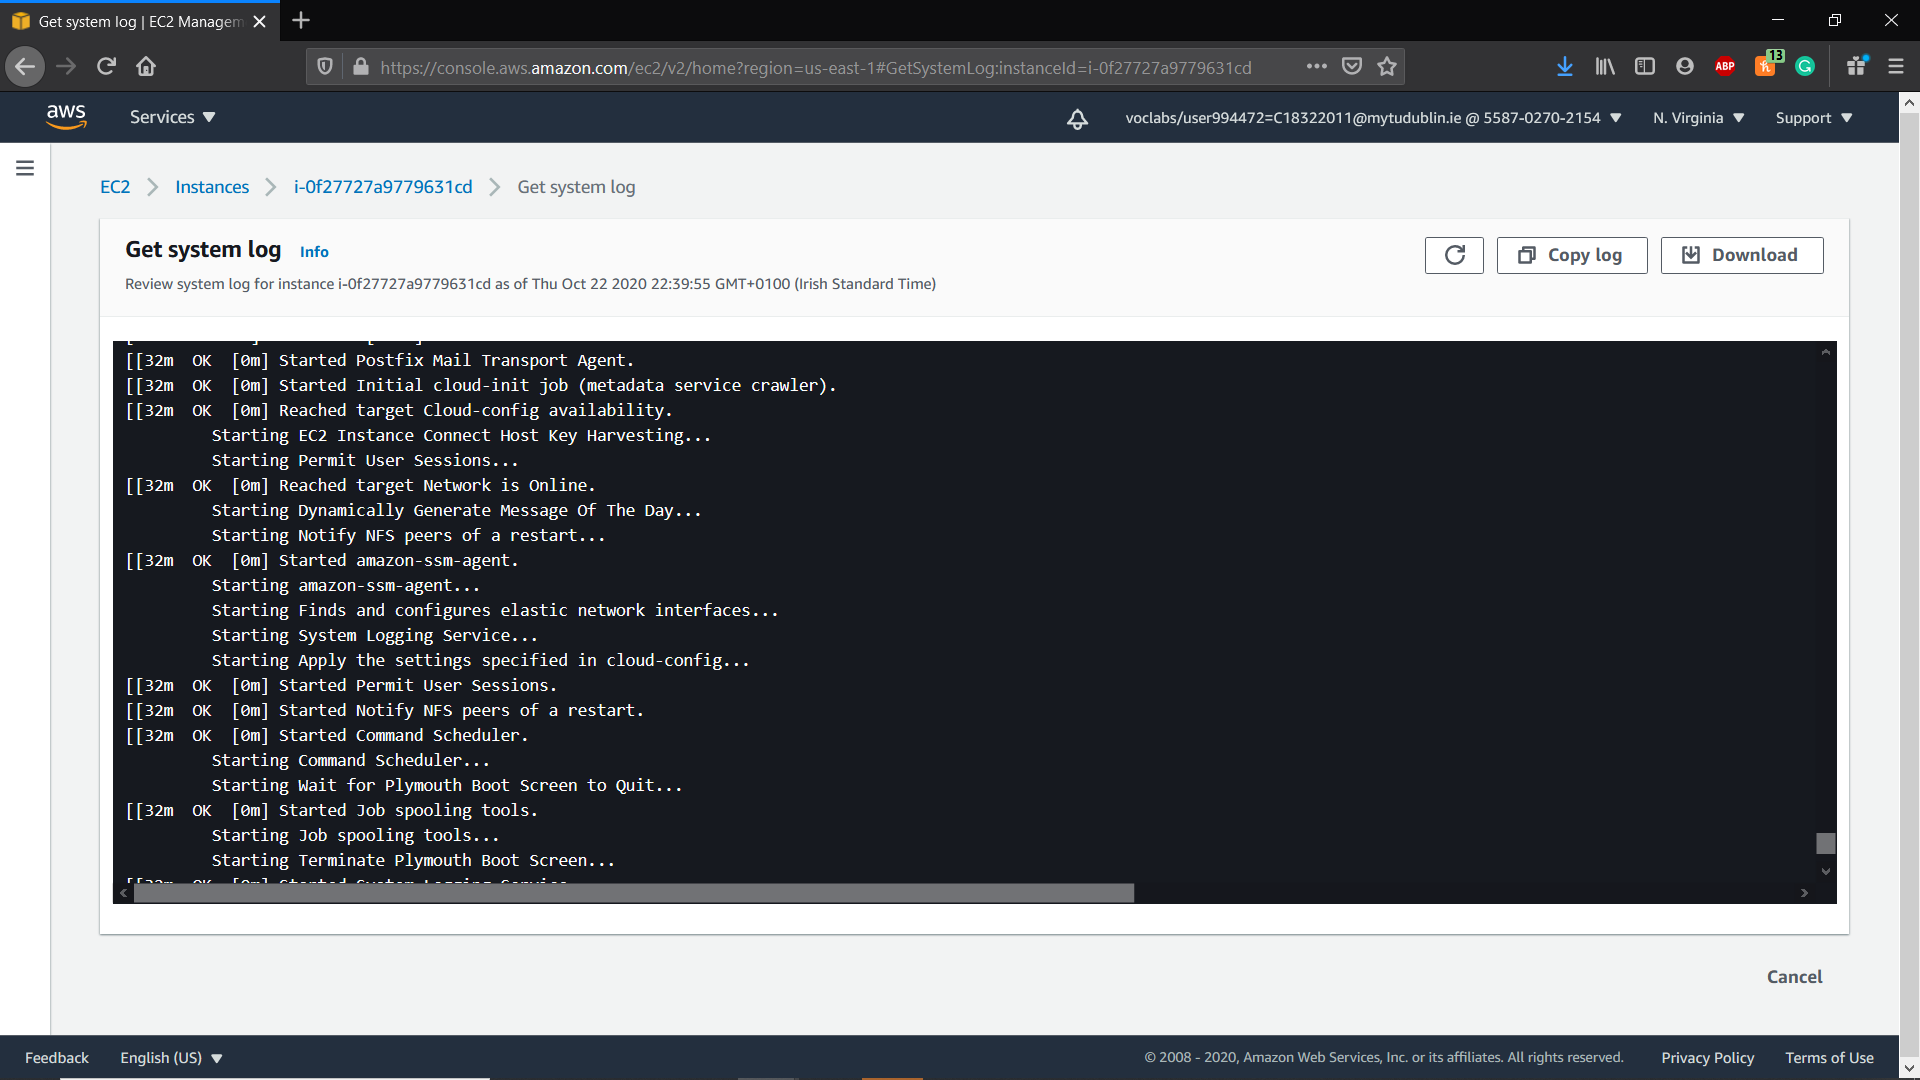 Get system log | EC2 Managem
https://console.aws.amazon.com/ec2/v2/home?region=us-east-1#GetSystemLog:instanceId=i-0f27727a9779631cd
ABP
13
aws
Services
voclabs/user994472=C18322011@mytudublin.ie @ 5587-0270-2154
N. Virginia
Support
EC2
Instances
i-0f27727a9779631cd
Get system log
Get system log Info
Copy log
Download
Review system log for instance i-0f27727a9779631cd as of Thu Oct 22 2020 22:39:55 GMT+0100 (Irish Standard Time)
[[32m  OK  [0m] Started Postfix Mail Transport Agent.
[[32m  OK  [0m] Started Initial cloud-init job (metadata service crawler).
[[32m  OK  [0m] Reached target Cloud-config availability.
Starting EC2 Instance Connect Host Key Harvesting...
Starting Permit User Sessions...
[[32m  OK  [0m] Reached target Network is Online.
Starting Dynamically Generate Message Of The Day...
Starting Notify NFS peers of a restart...
[[32m  OK  [0m] Started amazon-ssm-agent.
Starting amazon-ssm-agent...
Starting Finds and configures elastic network interfaces...
Starting System Logging Service...
Starting Apply the settings specified in cloud-config...
[[32m  OK  [0m] Started Permit User Sessions.
[[32m  OK  [0m] Started Notify NFS peers of a restart.
[[32m  OK  [0m] Started Command Scheduler.
Starting Command Scheduler...
Starting Wait for Plymouth Boot Screen to Quit...
[[32m  OK  [0m] Started Job spooling tools.
Starting Job spooling tools...
Starting Terminate Plymouth Boot Screen...
[[32m  OK  [0m] Started System Logging Service.
Cancel
Feedback
English (US)
© 2008 - 2020, Amazon Web Services, Inc. or its affiliates. All rights reserved.
Privacy Policy
Terms of Use